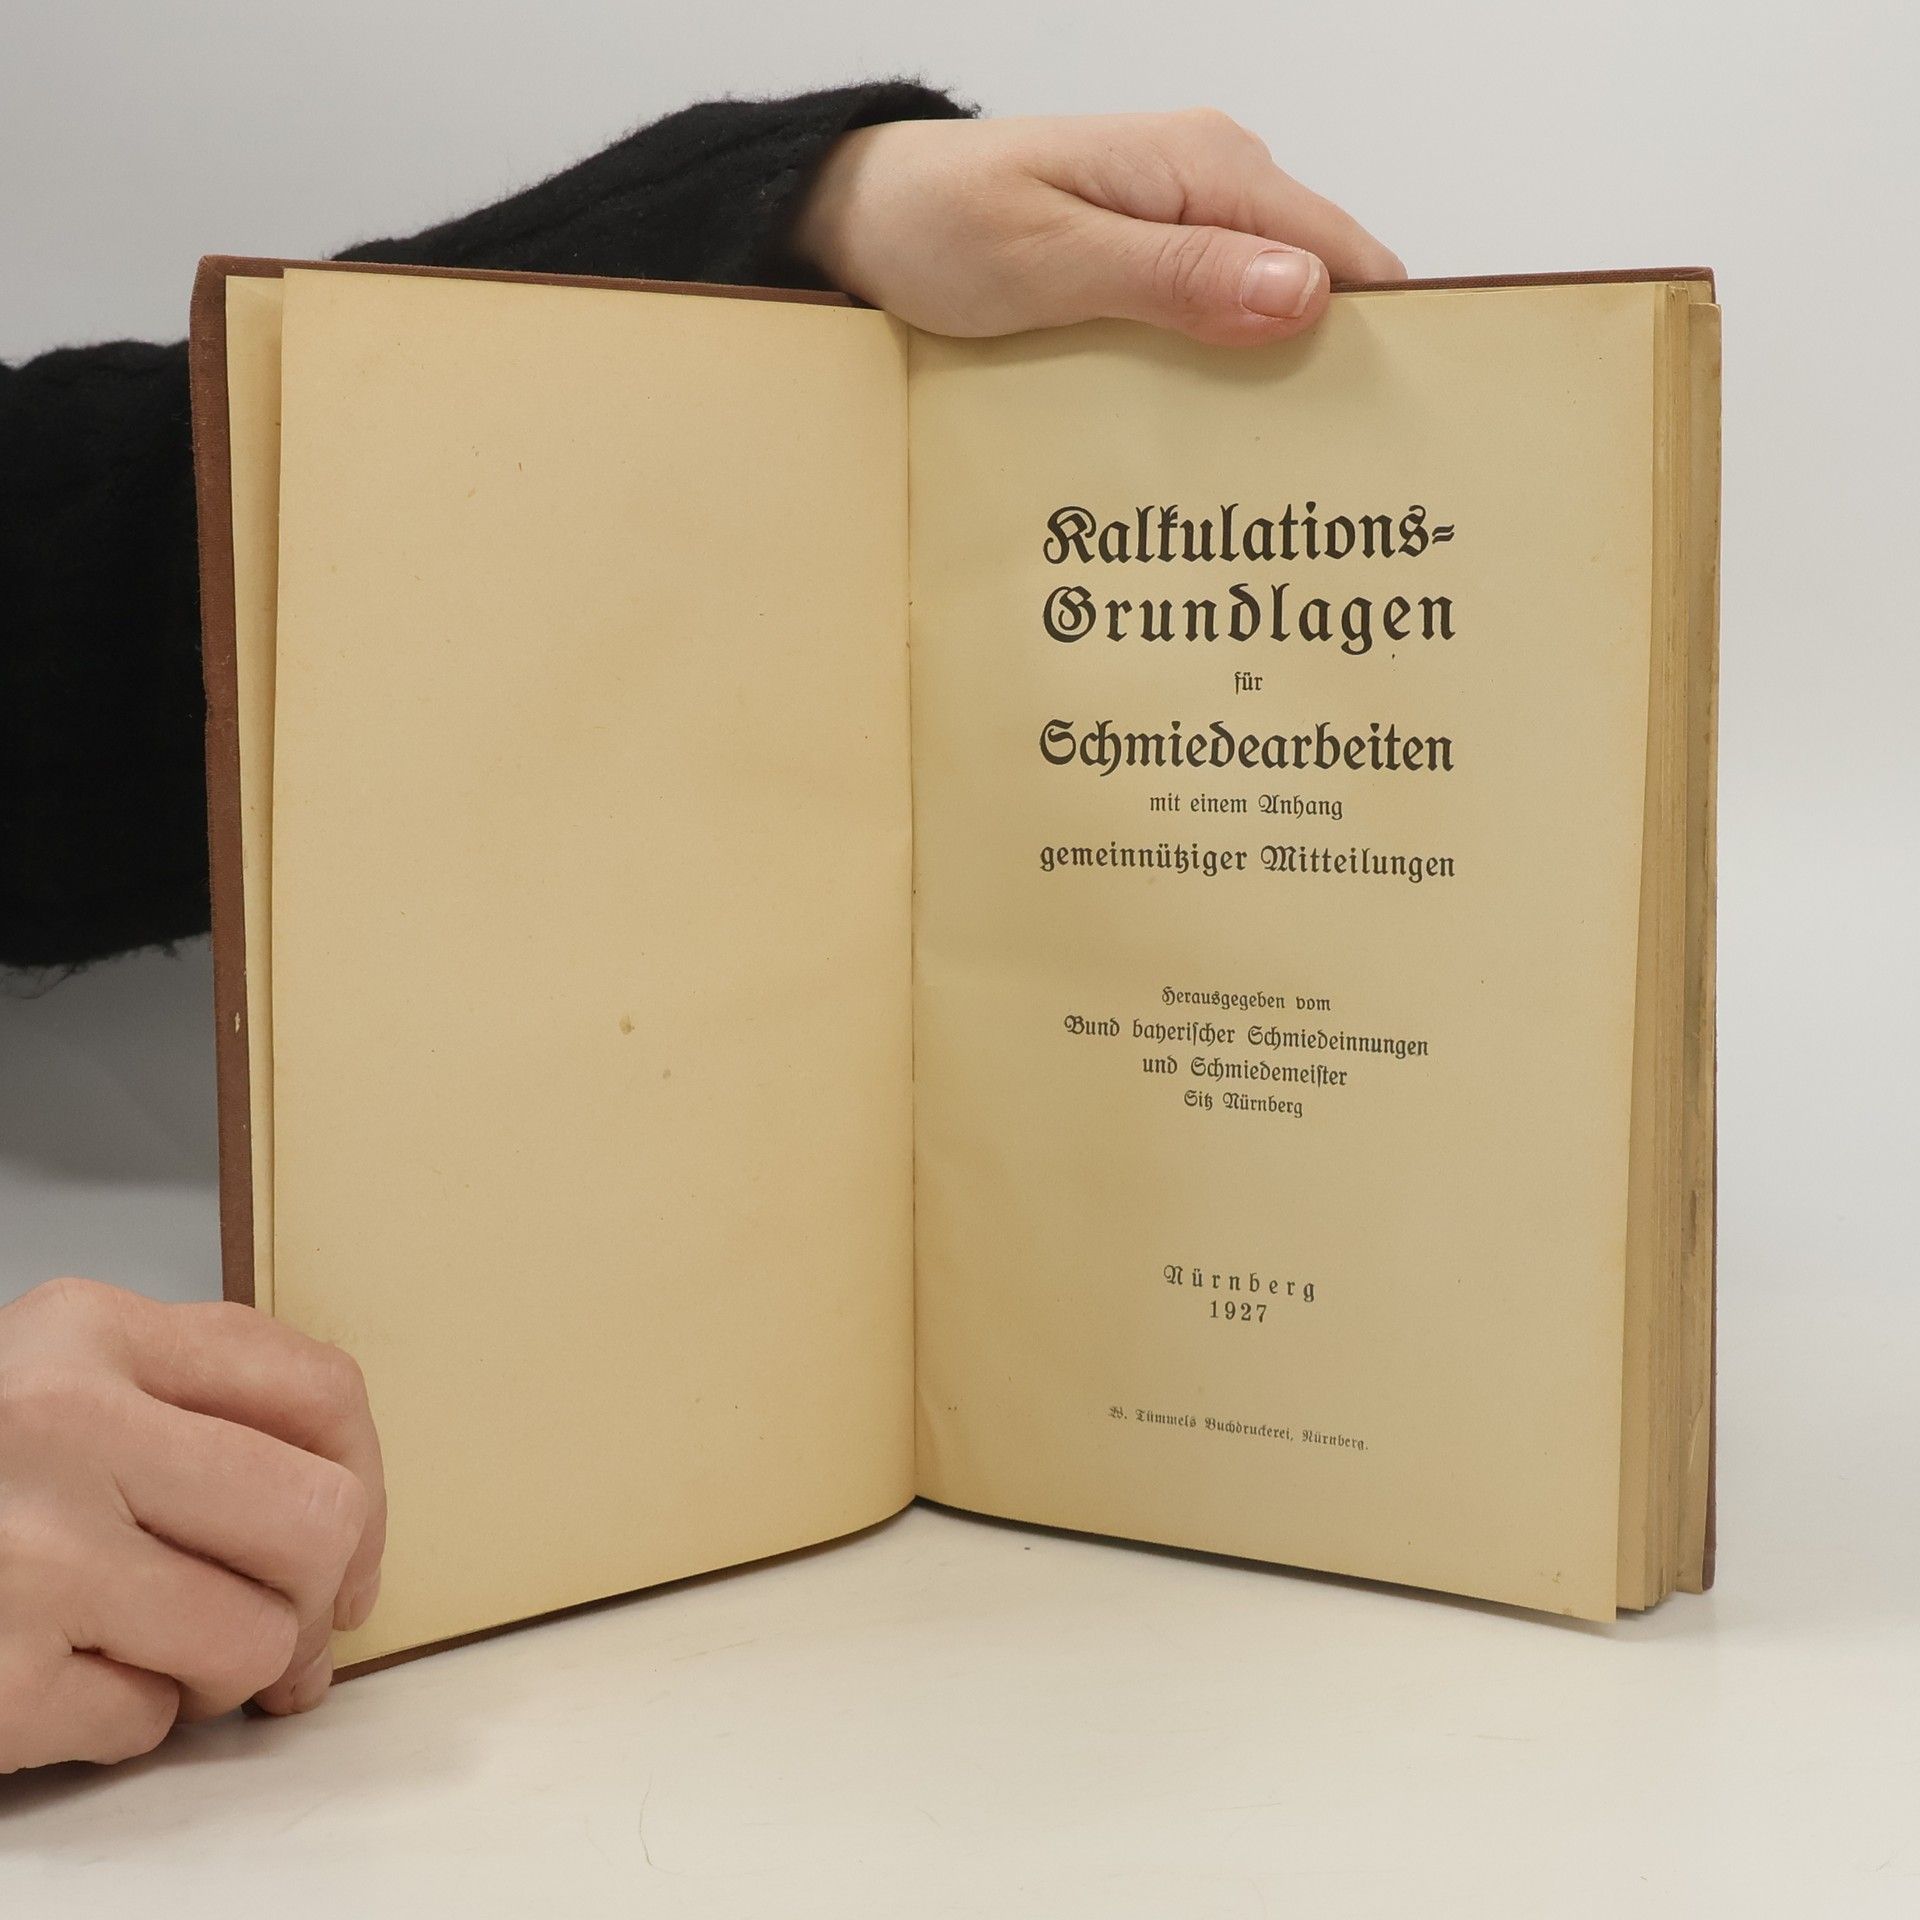 Kalkulations-
Grundlagen
für
Schmiedearbeiten
mit einem Anhang
gemeinnütziger Mitteilungen
Herausgegeben vom
Bund bayeriſcher Schmiedeinnungen
und Schmiedemeiſter
Sitz Nürnberg
Nürnberg
1927
W. Tümmels Buchdruckerei, Nürnberg.